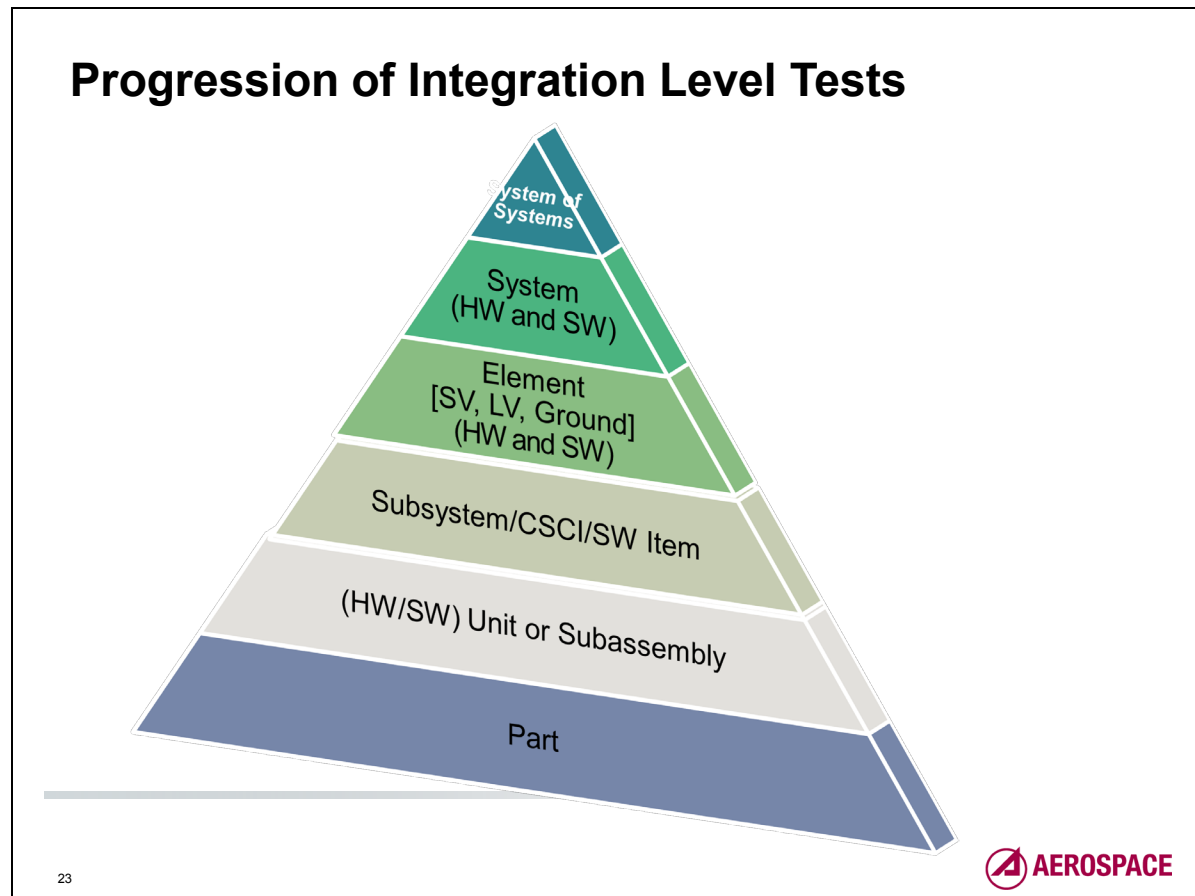 Progression of Integration Level Tests
System of
Systems
System
(HW and SW)
Element
[SV, LV, Ground]
(HW and SW)
Subsystem/CSCI/SW Item
(HW/SW) Unit or Subassembly
Part
23
AEROSPACE